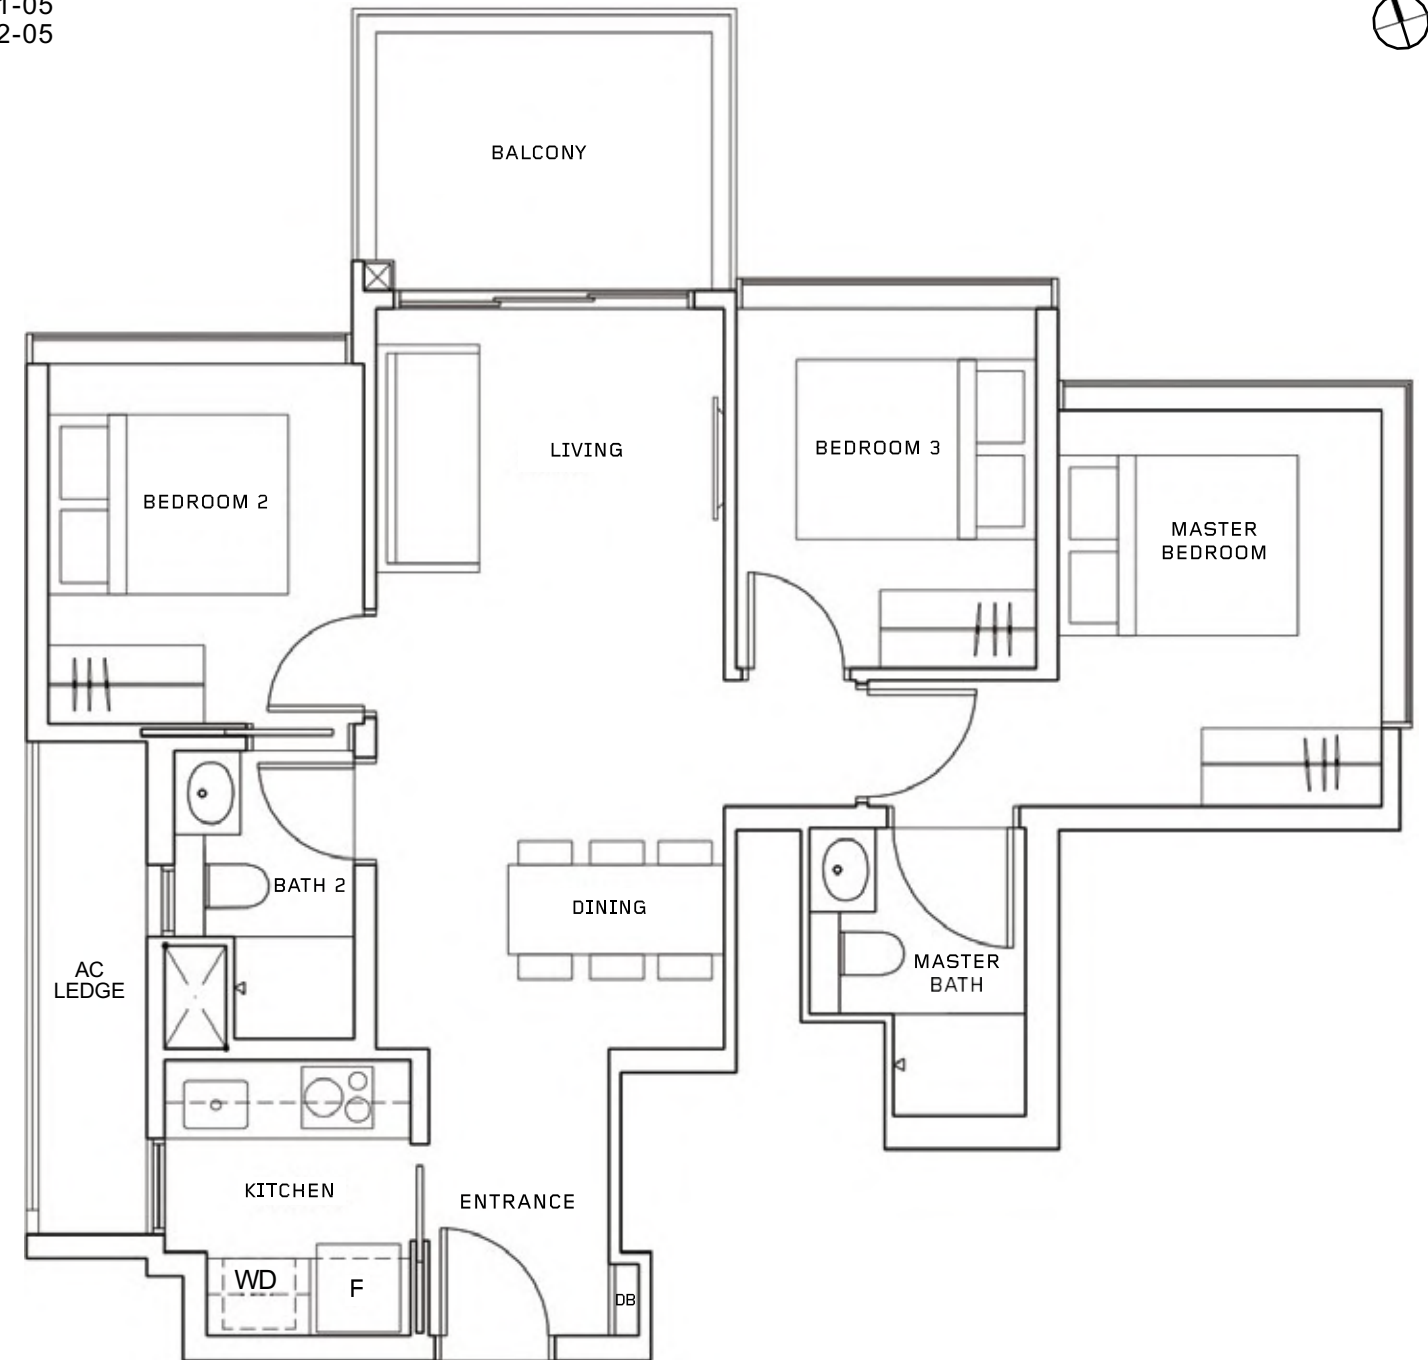 1-05
2-05
BALCONY
LIVING
BEDROOM 3
BEDROOM 2
MASTER
BEDROOM
BATH 2
DINING
AC
LEDGE
MASTER
BATH
KITCHEN
ENTRANCE
WD
F
DB